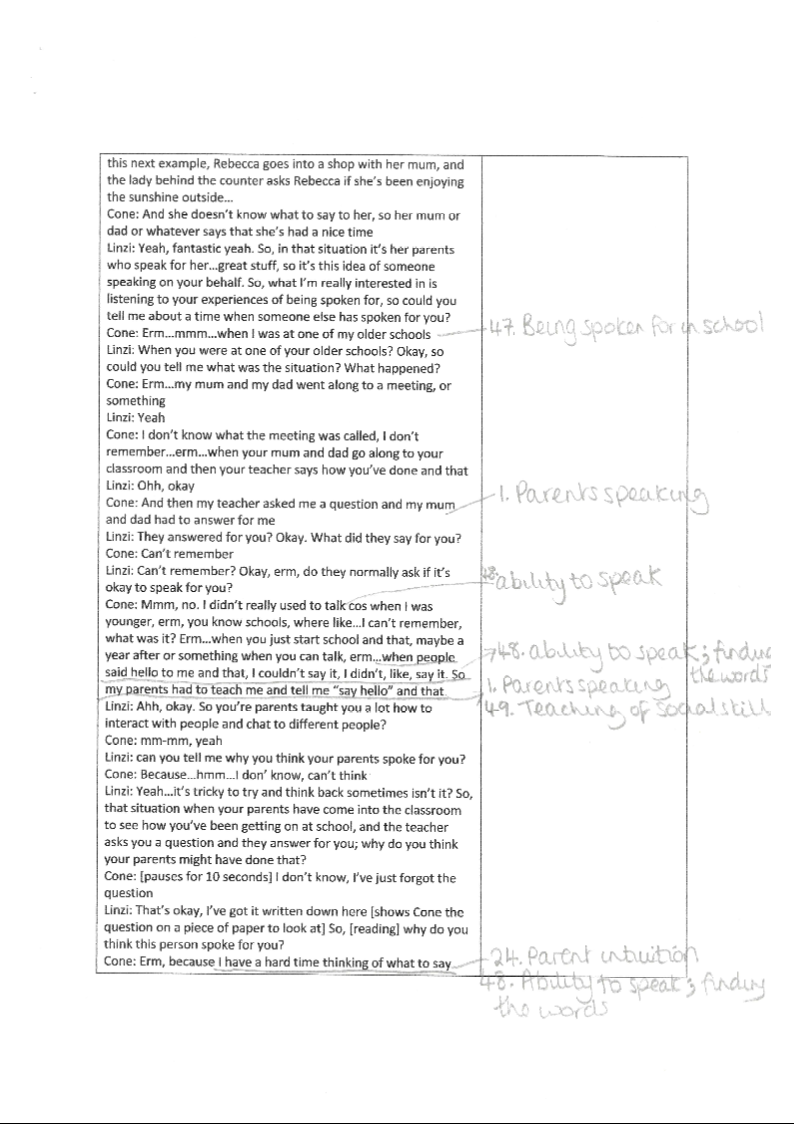 this next example, Rebecca goes into a shop with her mum, and
the lady behind the counter asks Rebecca if she's been enjoying
the sunshine outside...
Cone: And she doesn't know what to say to her, so her mum or
dad or whatever says that she's had a nice time
Linzi: Yeah, fantastic yeah. So, in that situation it's her parents
who speak for her...great stuff, so it's this idea of someone
speaking on your behalf. So, what I'm really interested in is
listening to your experiences of being spoken for, so could you
tell me about a time when someone else has spoken for you?
Cone: Erm...mmm...when I was at one of my older schools
47. Being spoken for in school
Linzi: When you were at one of your older schools? Okay, so
could you tell me what was the situation? What happened?
Cone: Erm...my mum and my dad went along to a meeting, or
something
Linzi: Yeah
Cone: I don't know what the meeting was called, I don't
remember...erm...when your mum and dad go along to your
classroom and then your teacher says how you've done and that
Linzi: Ohh, okay
Cone: And then my teacher asked me a question and my mum
1. Parents speaking
and dad had to answer for me
Linzi: They answered for you? Okay. What did they say for you?
Cone: Can't remember
Linzi: Can't remember? Okay, erm, do they normally ask if it's
48. ability to speak
okay to speak for you?
Cone: Mmm, no. I didn't really used to talk cos when I was
younger, erm, you know schools, where like...I can't remember,
what was it? Erm...when you just start school and that, maybe a
year after or something when you can talk, erm...when people
48. ability to speak; finding
the words
said hello to me and that, I couldn't say it, I didn't, like, say it. So
1. Parents speaking
my parents had to teach me and tell me "say hello" and that
49. Teaching of social skill
Linzi: Ahh, okay. So you're parents taught you a lot how to
interact with people and chat to different people?
Cone: mm-mm, yeah
Linzi: can you tell me why you think your parents spoke for you?
Cone: Because...hmm...I don' know, can't think
Linzi: Yeah...it's tricky to try and think back sometimes isn't it? So,
that situation when your parents have come into the classroom
to see how you've been getting on at school, and the teacher
asks you a question and they answer for you; why do you think
your parents might have done that?
Cone: [pauses for 10 seconds] I don't know, I've just forgot the
question
Linzi: That's okay, I've got it written down here [shows Cone the
question on a piece of paper to look at] So, [reading] why do you
think this person spoke for you?
Cone: Erm, because I have a hard time thinking of what to say
24. Parent intuition
48. Ability to speak; finding
the words